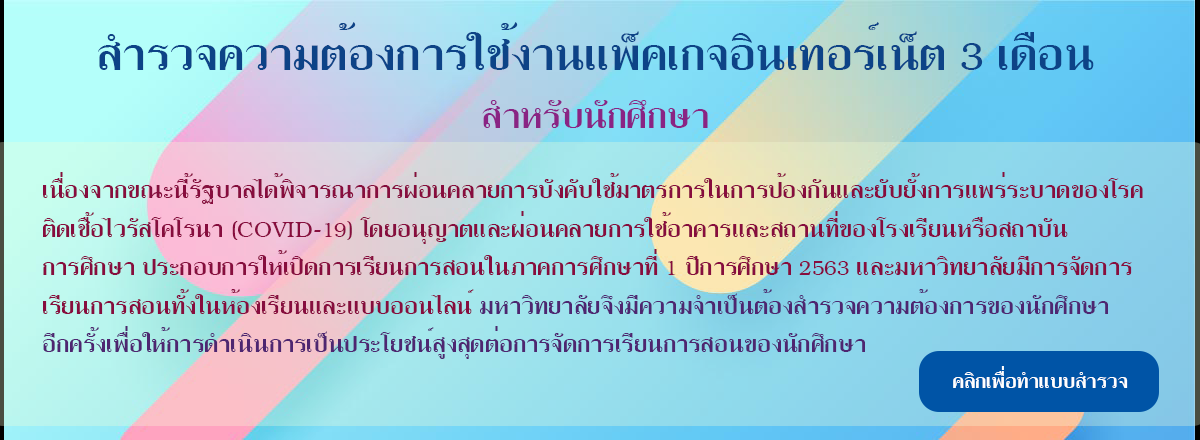 สำรวจความต้องการใช้งานแพ็คเกจอินเทอร์เน็ต 3 เดือน
สำหรับนักศึกษา
เนื่องจากขณะนี้รัฐบาลได้พิจารณาการผ่อนคลายการบังคับใช้มาตรการในการป้องกันและยับยั้งการแพร่ระบาดของโรค
ติดเชื้อไวรัสโคโรนา (COVID-19) โดยอนุญาตและผ่อนคลายการใช้อาคารและสถานที่ของโรงเรียนหรือสถาบัน
การศึกษา ประกอบการให้เปิดการเรียนการสอนในภาคการศึกษาที่ 1 ปีการศึกษา 2563 และมหาวิทยาลัยมีการจัดการ
เรียนการสอนทั้งในห้องเรียนและแบบออนไลน์ มหาวิทยาลัยจึงมีความจำเป็นต้องสำรวจความต้องการของนักศึกษา
อีกครั้งเพื่อให้การดำเนินการเป็นประโยชน์สูงสุดต่อการจัดการเรียนการสอนของนักศึกษา
คลิกเพื่อทำแบบสำรวจ